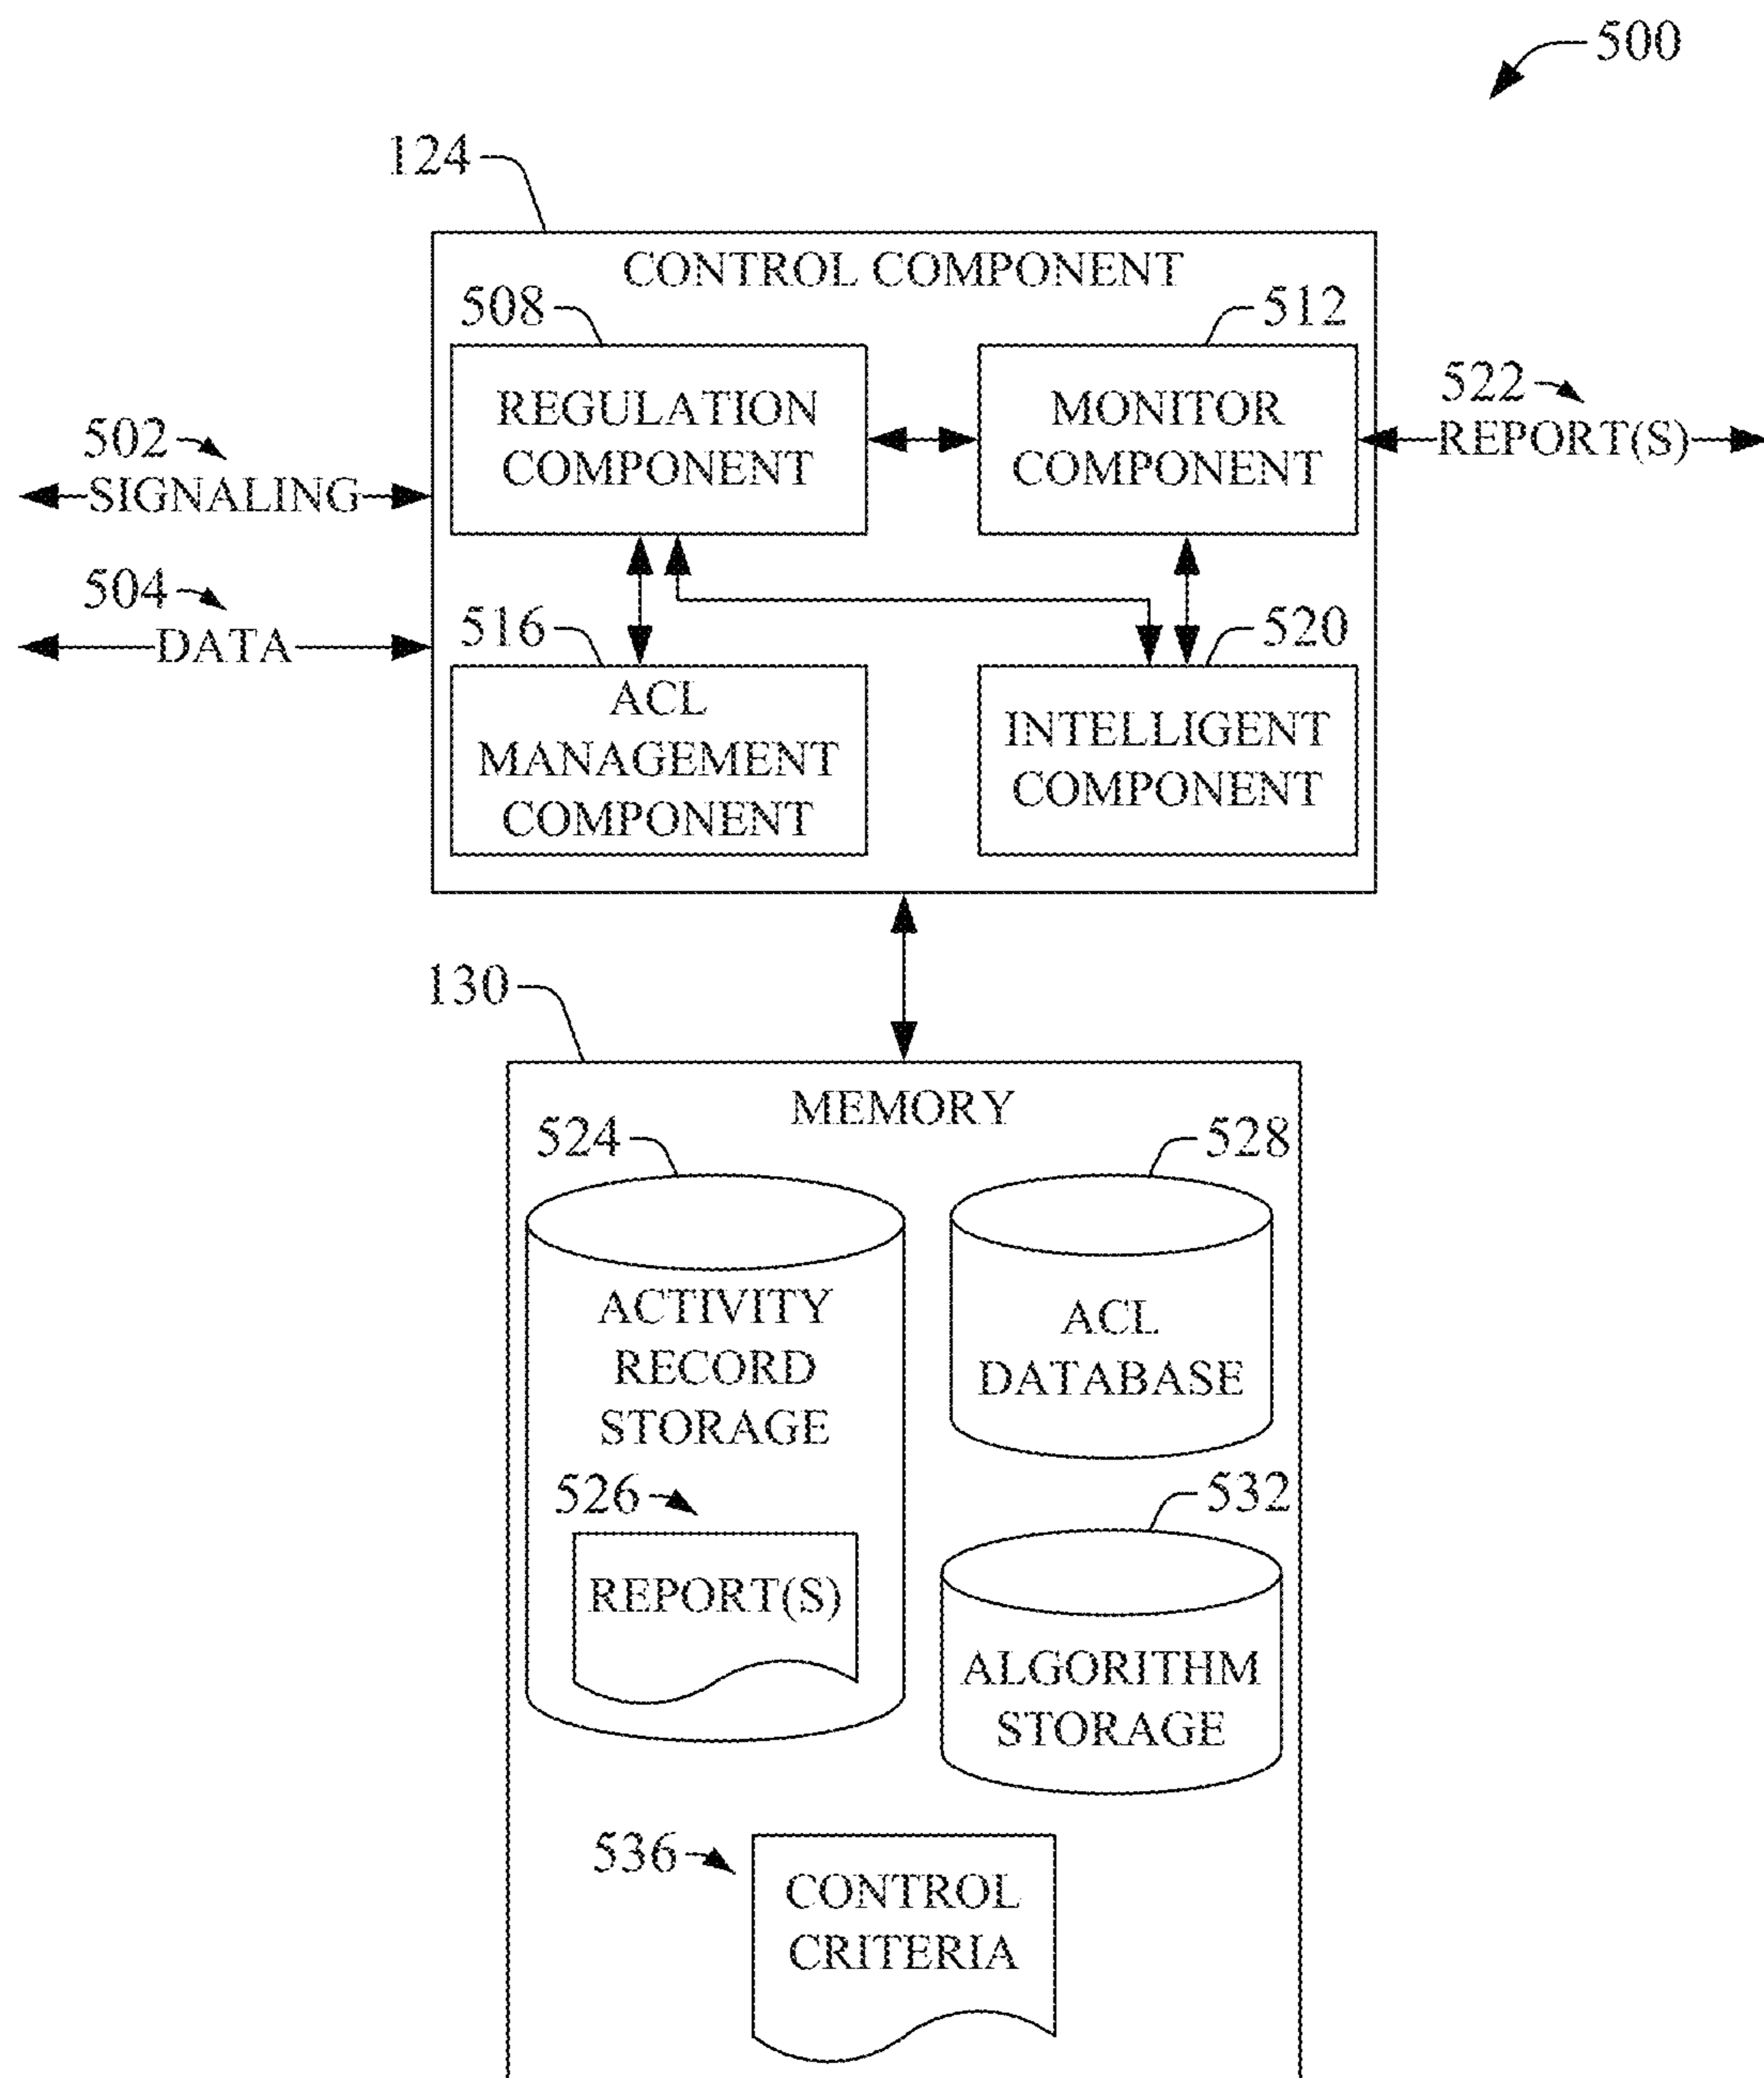 500
124
CONTROL COMPONENT
508
512
REGULATION
COMPONENT
MONITOR
COMPONENT
522
REPORT(S)
502
SIGNALING
504
DATA
516
520
ACL
MANAGEMENT
COMPONENT
INTELLIGENT
COMPONENT
130
MEMORY
524
528
ACTIVITY
RECORD
STORAGE
ACL
DATABASE
526
REPORT(S)
532
ALGORITHM
STORAGE
536
CONTROL
CRITERIA